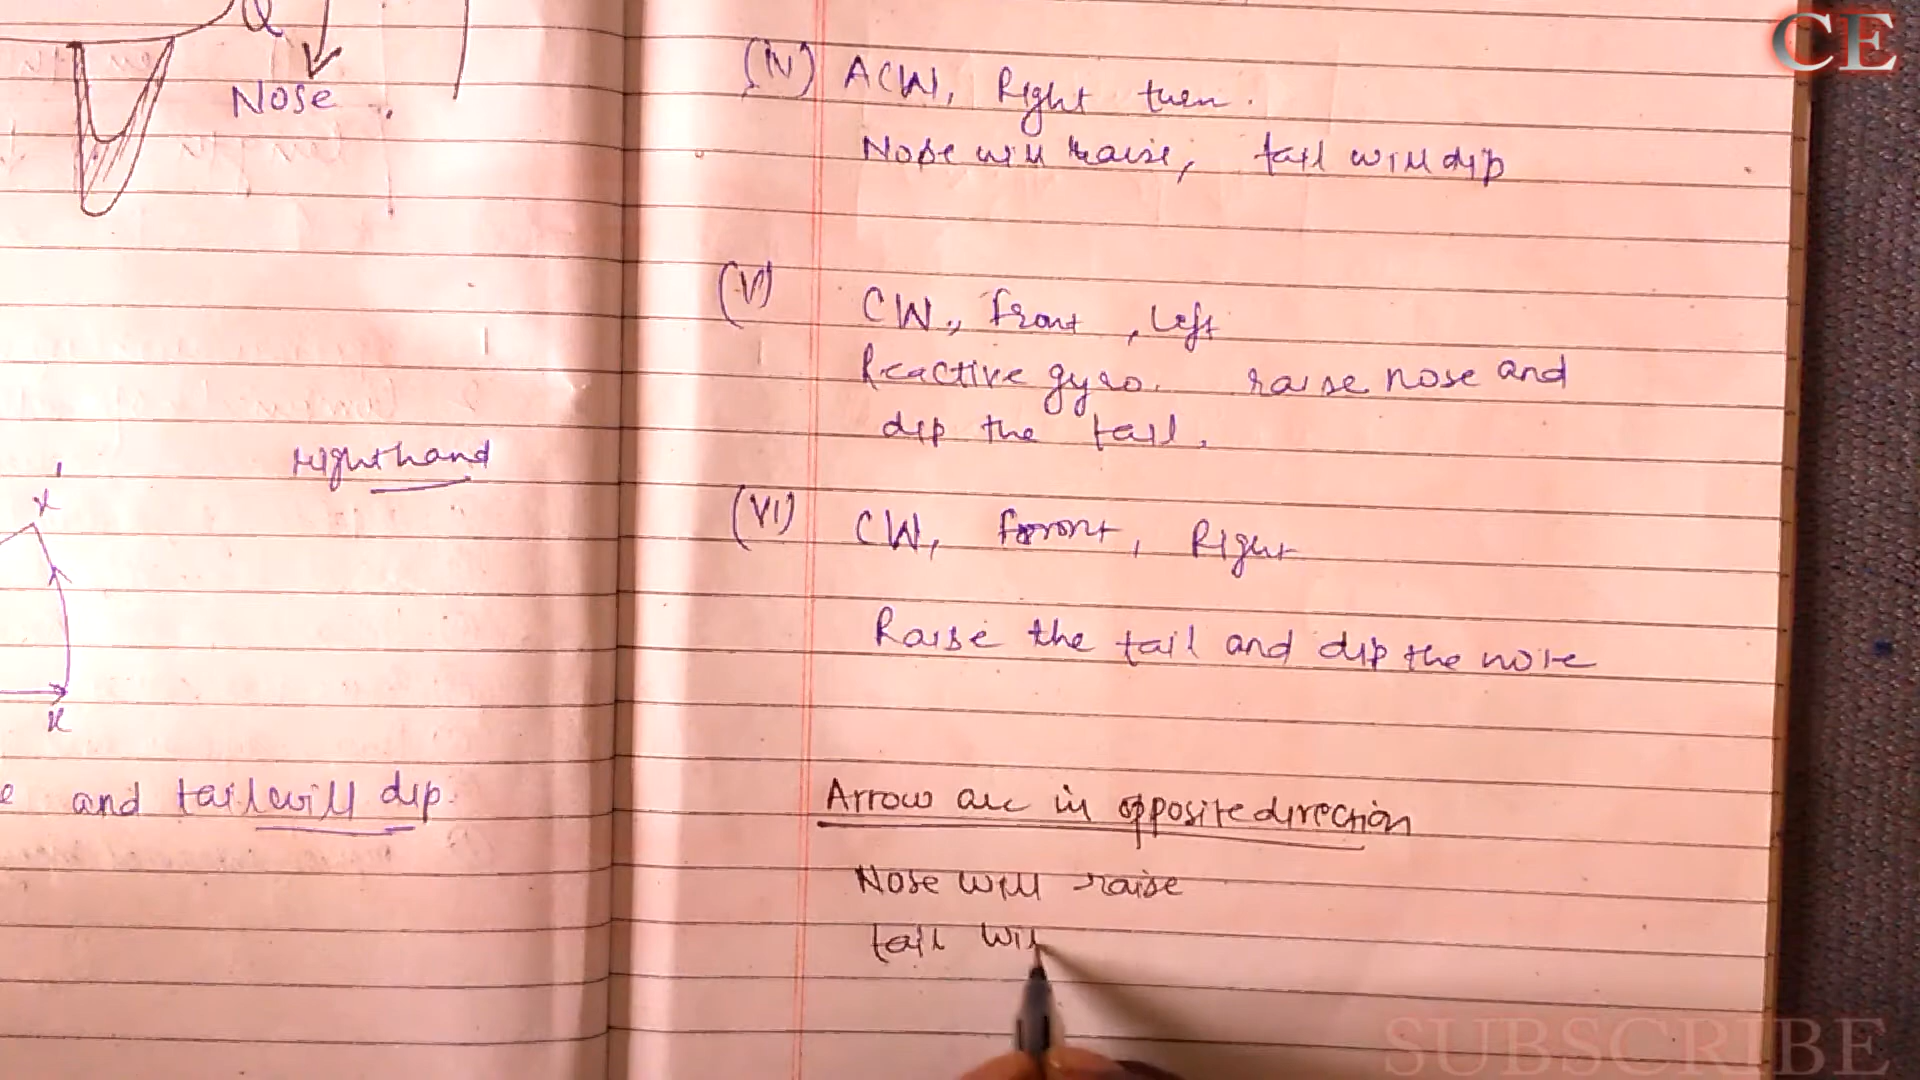 Q
Nose
right hand
x'
x
e and tail will dip.
(IV) ACW, Right turn.
Nose will raise, tail will dip
(V) CW, front, left
Reactive gyro. raise nose and
dip the tail.
(VI) CW, Front, Right
Raise the tail and dip the nose
Arrow are in opposite direction
Nose will raise
tail wil
CE
SUBSCRIBE